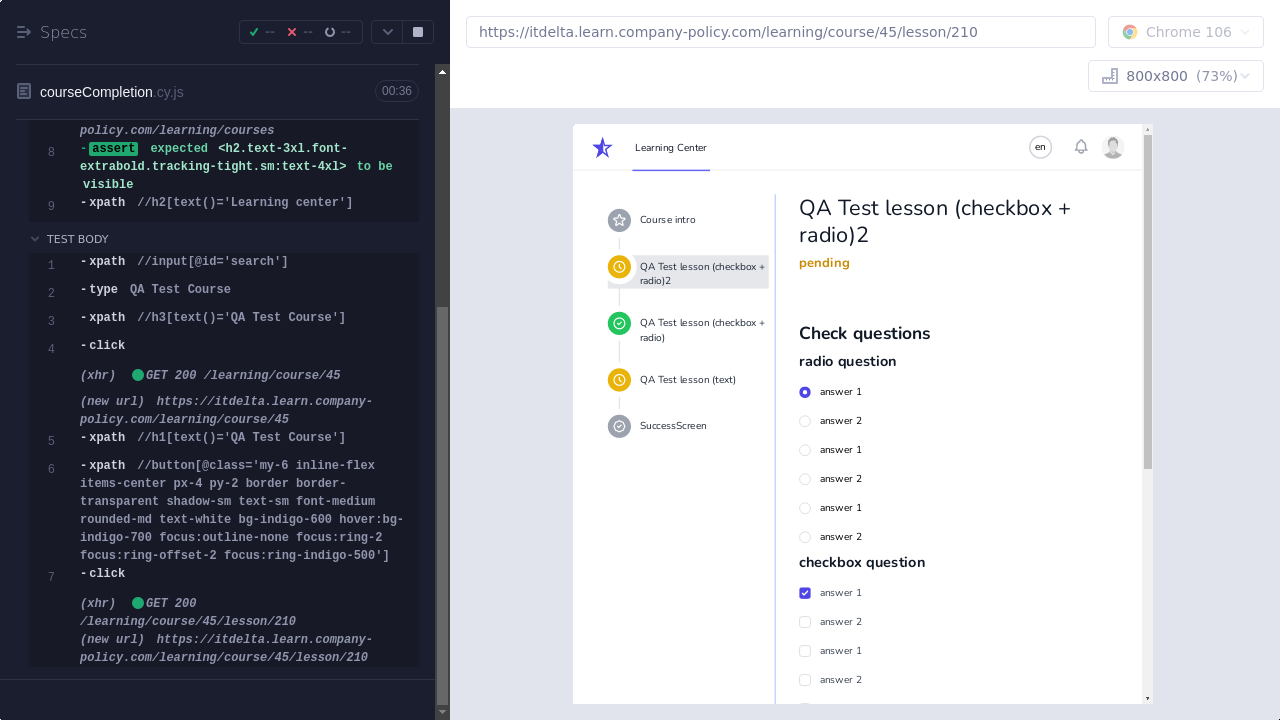 Specs
-- -- --
courseCompletion.cy.js
00:36
policy.com/learning/courses
8 -assert expected <h2.text-3xl.font-
extrabold.tracking-tight.sm:text-4xl> to be
visible
9 -xpath //h2[text()='Learning center']
TEST BODY
1 -xpath //input[@id='search']
2 -type QA Test Course
3 -xpath //h3[text()='QA Test Course']
4 -click
(xhr) GET 200 /learning/course/45
(new url) https://itdelta.learn.company-
policy.com/learning/course/45
5 -xpath //h1[text()='QA Test Course']
6 -xpath //button[@class='my-6 inline-flex
items-center px-4 py-2 border border-
transparent shadow-sm text-sm font-medium
rounded-md text-white bg-indigo-600 hover:bg-
indigo-700 focus:outline-none focus:ring-2
focus:ring-offset-2 focus:ring-indigo-500']
7 -click
(xhr) GET 200
/learning/course/45/lesson/210
(new url) https://itdelta.learn.company-
policy.com/learning/course/45/lesson/210
https://itdelta.learn.company-policy.com/learning/course/45/lesson/210
Chrome 106
800x800 (73%)
Learning Center
en
Course intro
QA Test lesson (checkbox +
radio)2
QA Test lesson (checkbox +
radio)
QA Test lesson (text)
SuccessScreen
QA Test lesson (checkbox +
radio)2
pending
Check questions
radio question
answer 1
answer 2
answer 1
answer 2
answer 1
answer 2
checkbox question
answer 1
answer 2
answer 1
answer 2